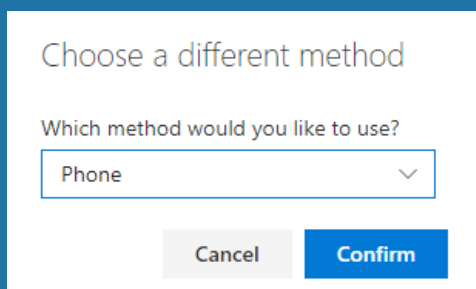 Choose a different method
Which method would you like to use?
Phone
Cancel Confirm